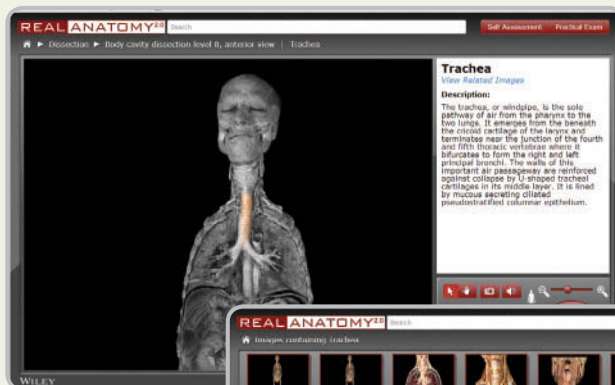 REAL ANATOMY 2.0 Search Self Assessment Practical Exam
Dissection ► Body cavity dissection level 8, anterior view | Trachea
Trachea
View Related Images
Description:
The trachea, or windpipe, is the sole
pathway of air from the pharynx to the
two lungs. It emerges from the beneath
the cricoid cartilage of the larynx and
terminates near the junction of the fourth
and fifth thoracic vertebrae where it
bifurcates to form the right and left
principal bronchi. The walls of this
important air passageway are reinforced
against collapse by U-shaped tracheal
cartilages in its middle layer. It is lined
by mucous secreting ciliated
pseudostratified columnar epithelium.
WILEY
REAL ANATOMY 2.0 Search
Images containing trachea